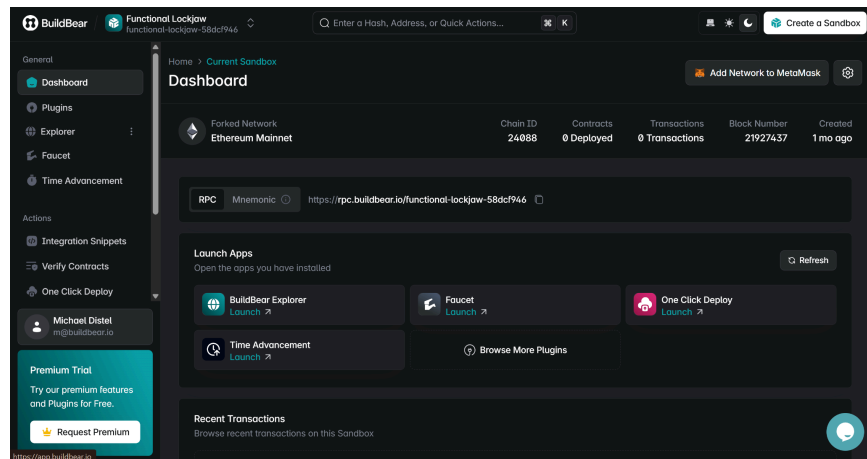 BuildBear / Functional Lockjaw
functional-lockjaw-58dcf946
Enter a Hash, Address, or Quick Actions...
⌘ K
Create a Sandbox
General
Dashboard
Plugins
Explorer
Faucet
Time Advancement
Actions
Integration Snippets
Verify Contracts
One Click Deploy
Michael Distel
m@buildbear.io
Premium Trial
Try our premium features
and Plugins for Free.
Request Premium
https://app.buildbear.io
Home > Current Sandbox
Dashboard
Add Network to MetaMask
Forked Network
Ethereum Mainnet
Chain ID
24088
Contracts
0 Deployed
Transactions
0 Transactions
Block Number
21927437
Created
1 mo ago
RPC Mnemonic https://rpc.buildbear.io/functional-lockjaw-58dcf946
Launch Apps
Open the apps you have installed
Refresh
BuildBear Explorer
Launch
Faucet
Launch
One Click Deploy
Launch
Time Advancement
Launch
Browse More Plugins
Recent Transactions
Browse recent transactions on this Sandbox